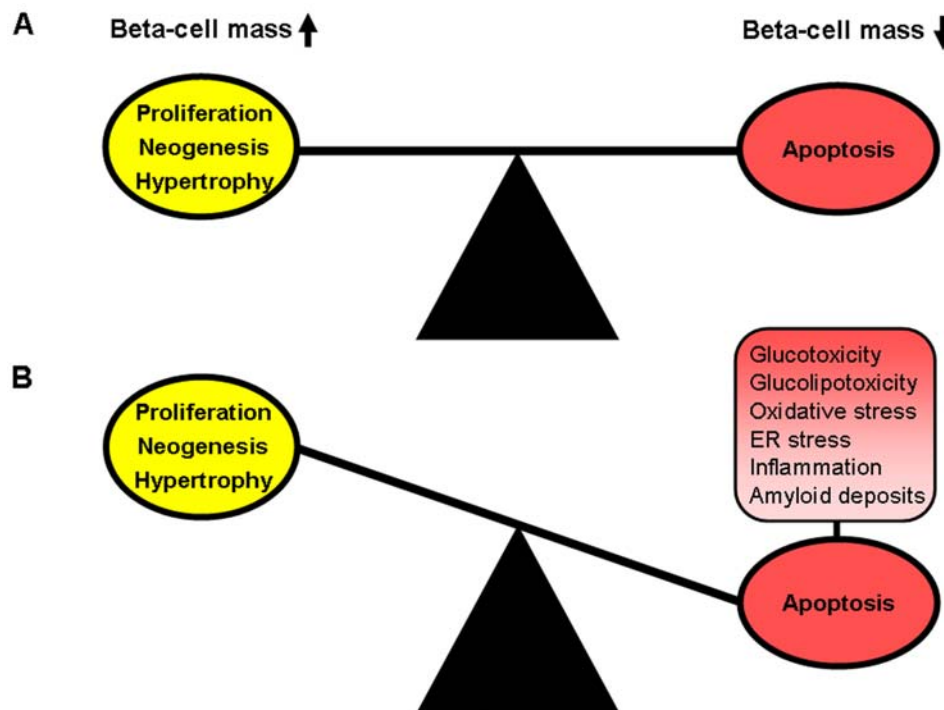 A
Beta-cell mass
Beta-cell mass
Proliferation
Neogenesis
Hypertrophy
Apoptosis
B
Proliferation
Neogenesis
Hypertrophy
Glucotoxicity
Glucolipotoxicity
Oxidative stress
ER stress
Inflammation
Amyloid deposits
Apoptosis